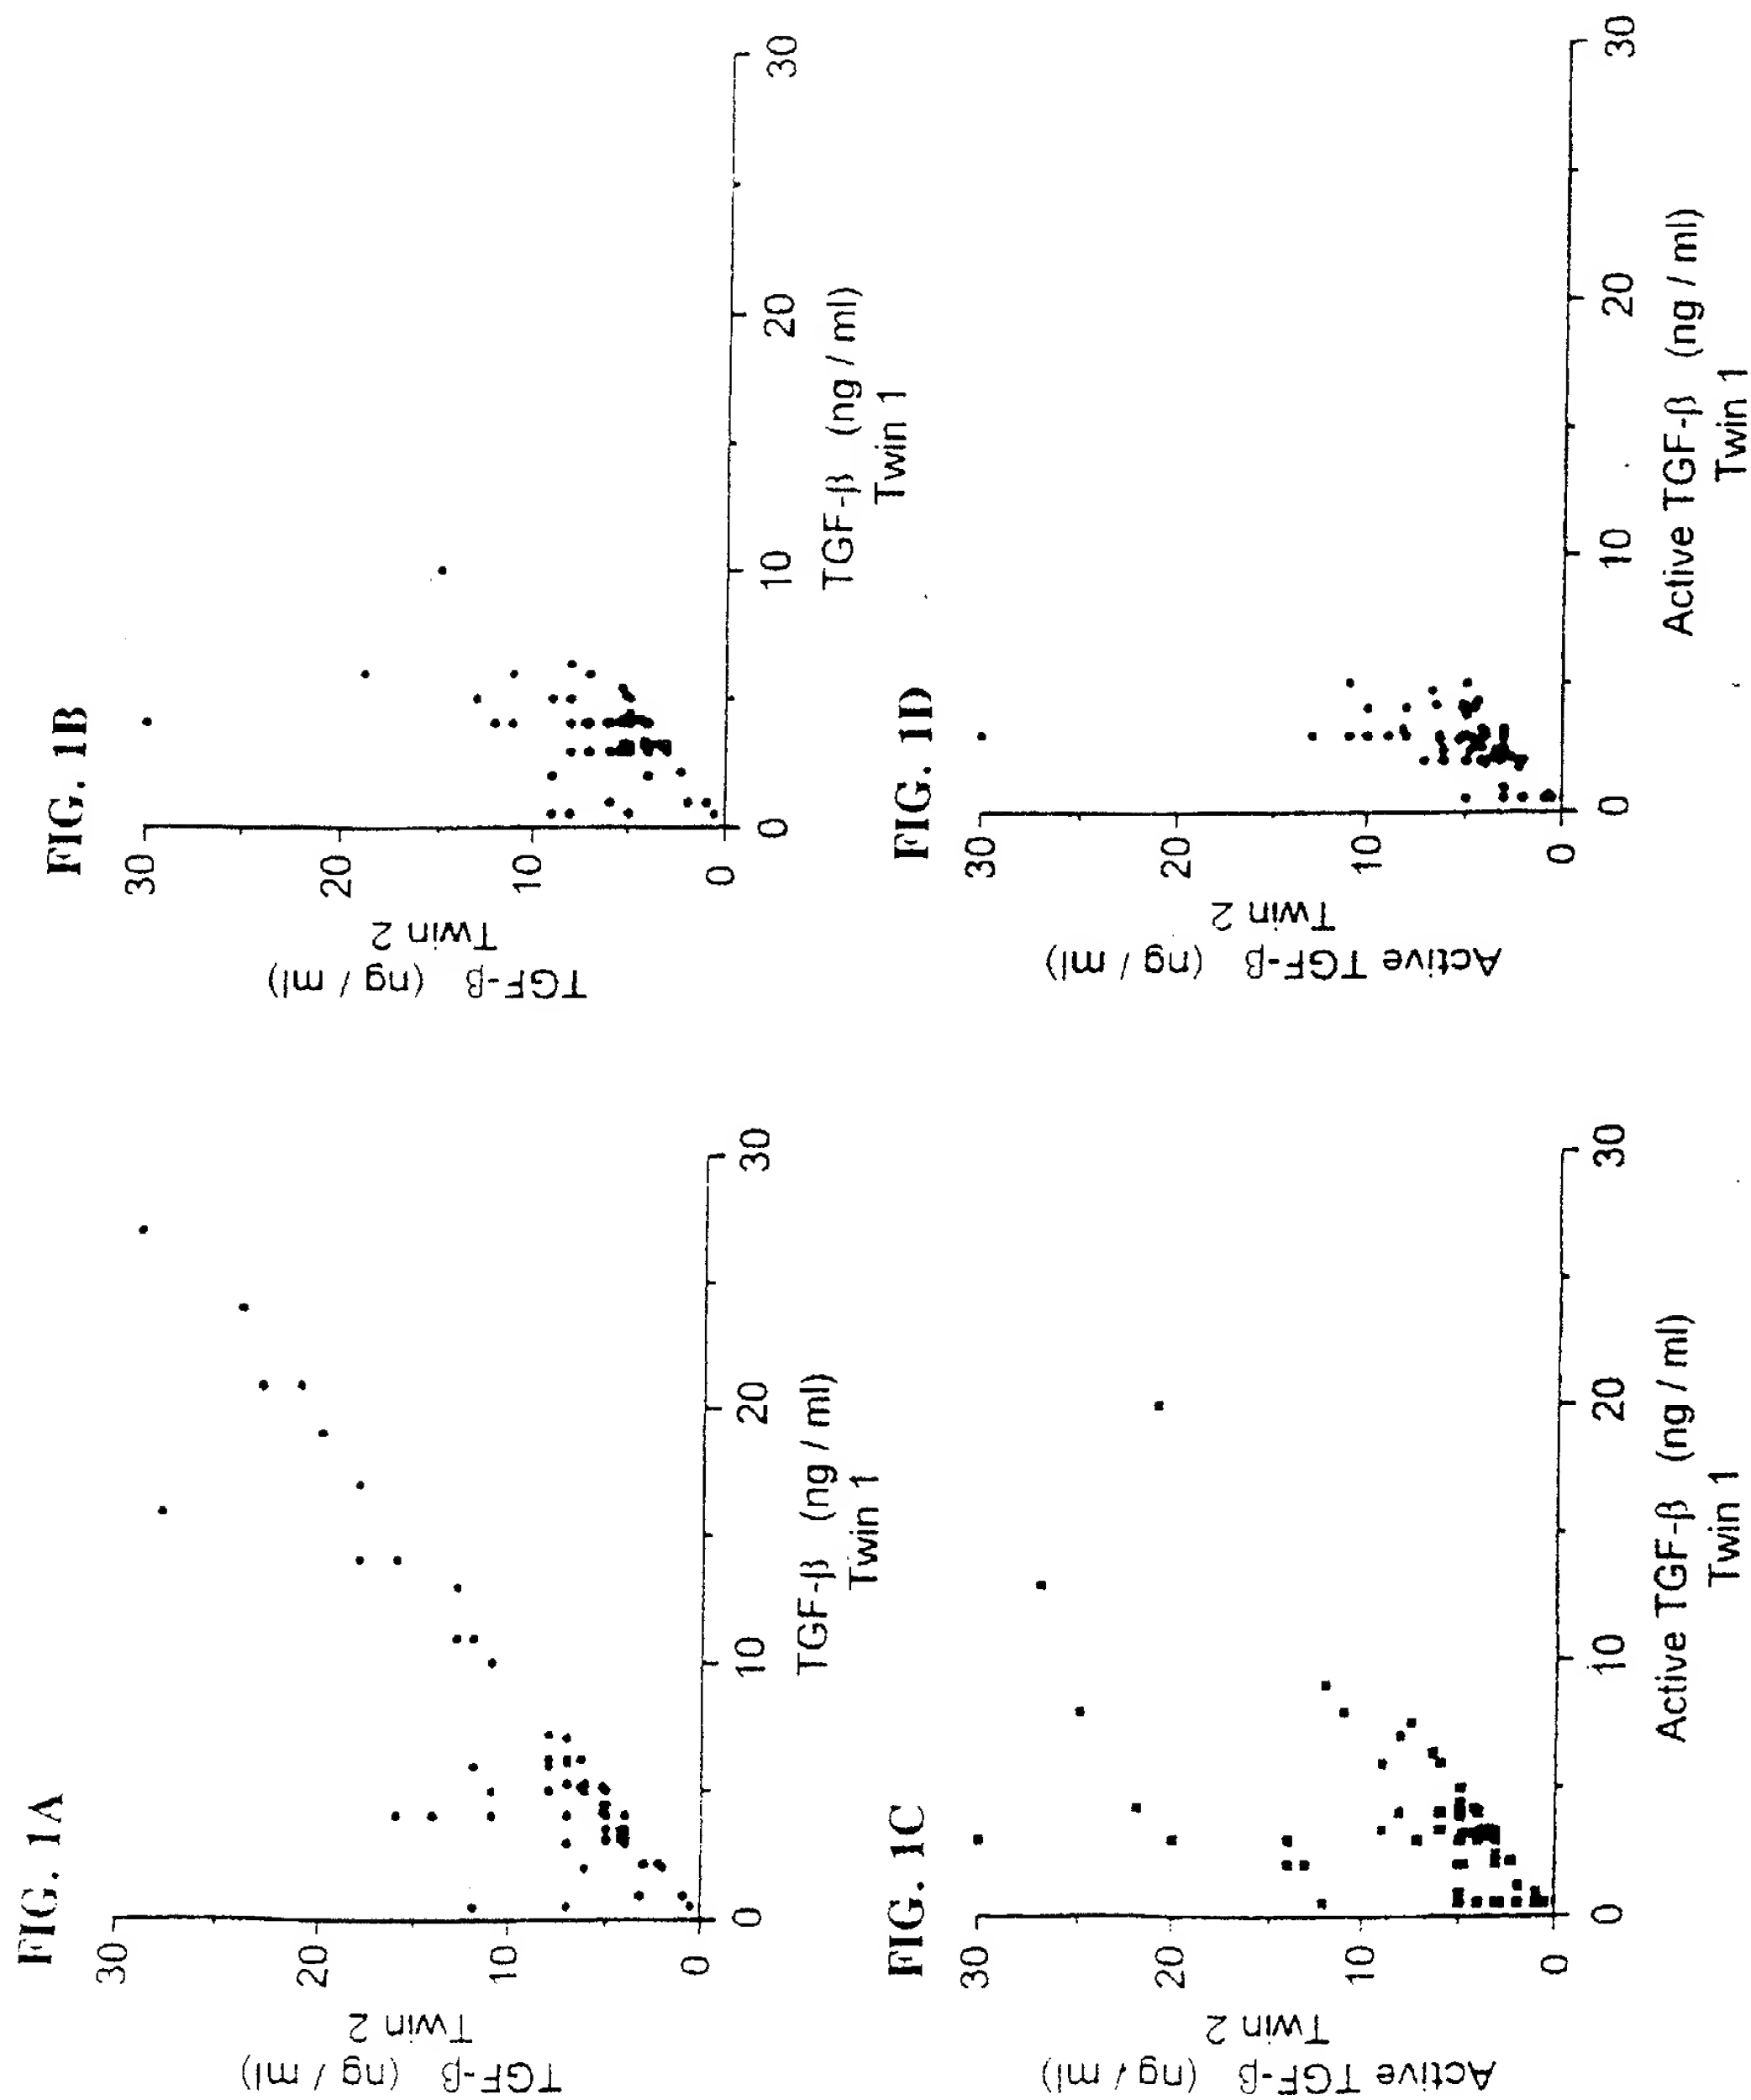 FIG. 1A
TGF-β (ng / ml)
Twin 2
30
20
10
0
0
10
20
30
TGF-β (ng / ml)
Twin 1
FIG. 1B
TGF-β (ng / ml)
Twin 2
30
20
10
0
0
10
20
30
TGF-β (ng / ml)
Twin 1
FIG. 1C
Active TGF-β (ng / ml)
Twin 2
30
20
10
0
0
10
20
30
Active TGF-β (ng / ml)
Twin 1
FIG. 1D
Active TGF-β (ng / ml)
Twin 2
30
20
10
0
0
10
20
30
Active TGF-β (ng / ml)
Twin 1